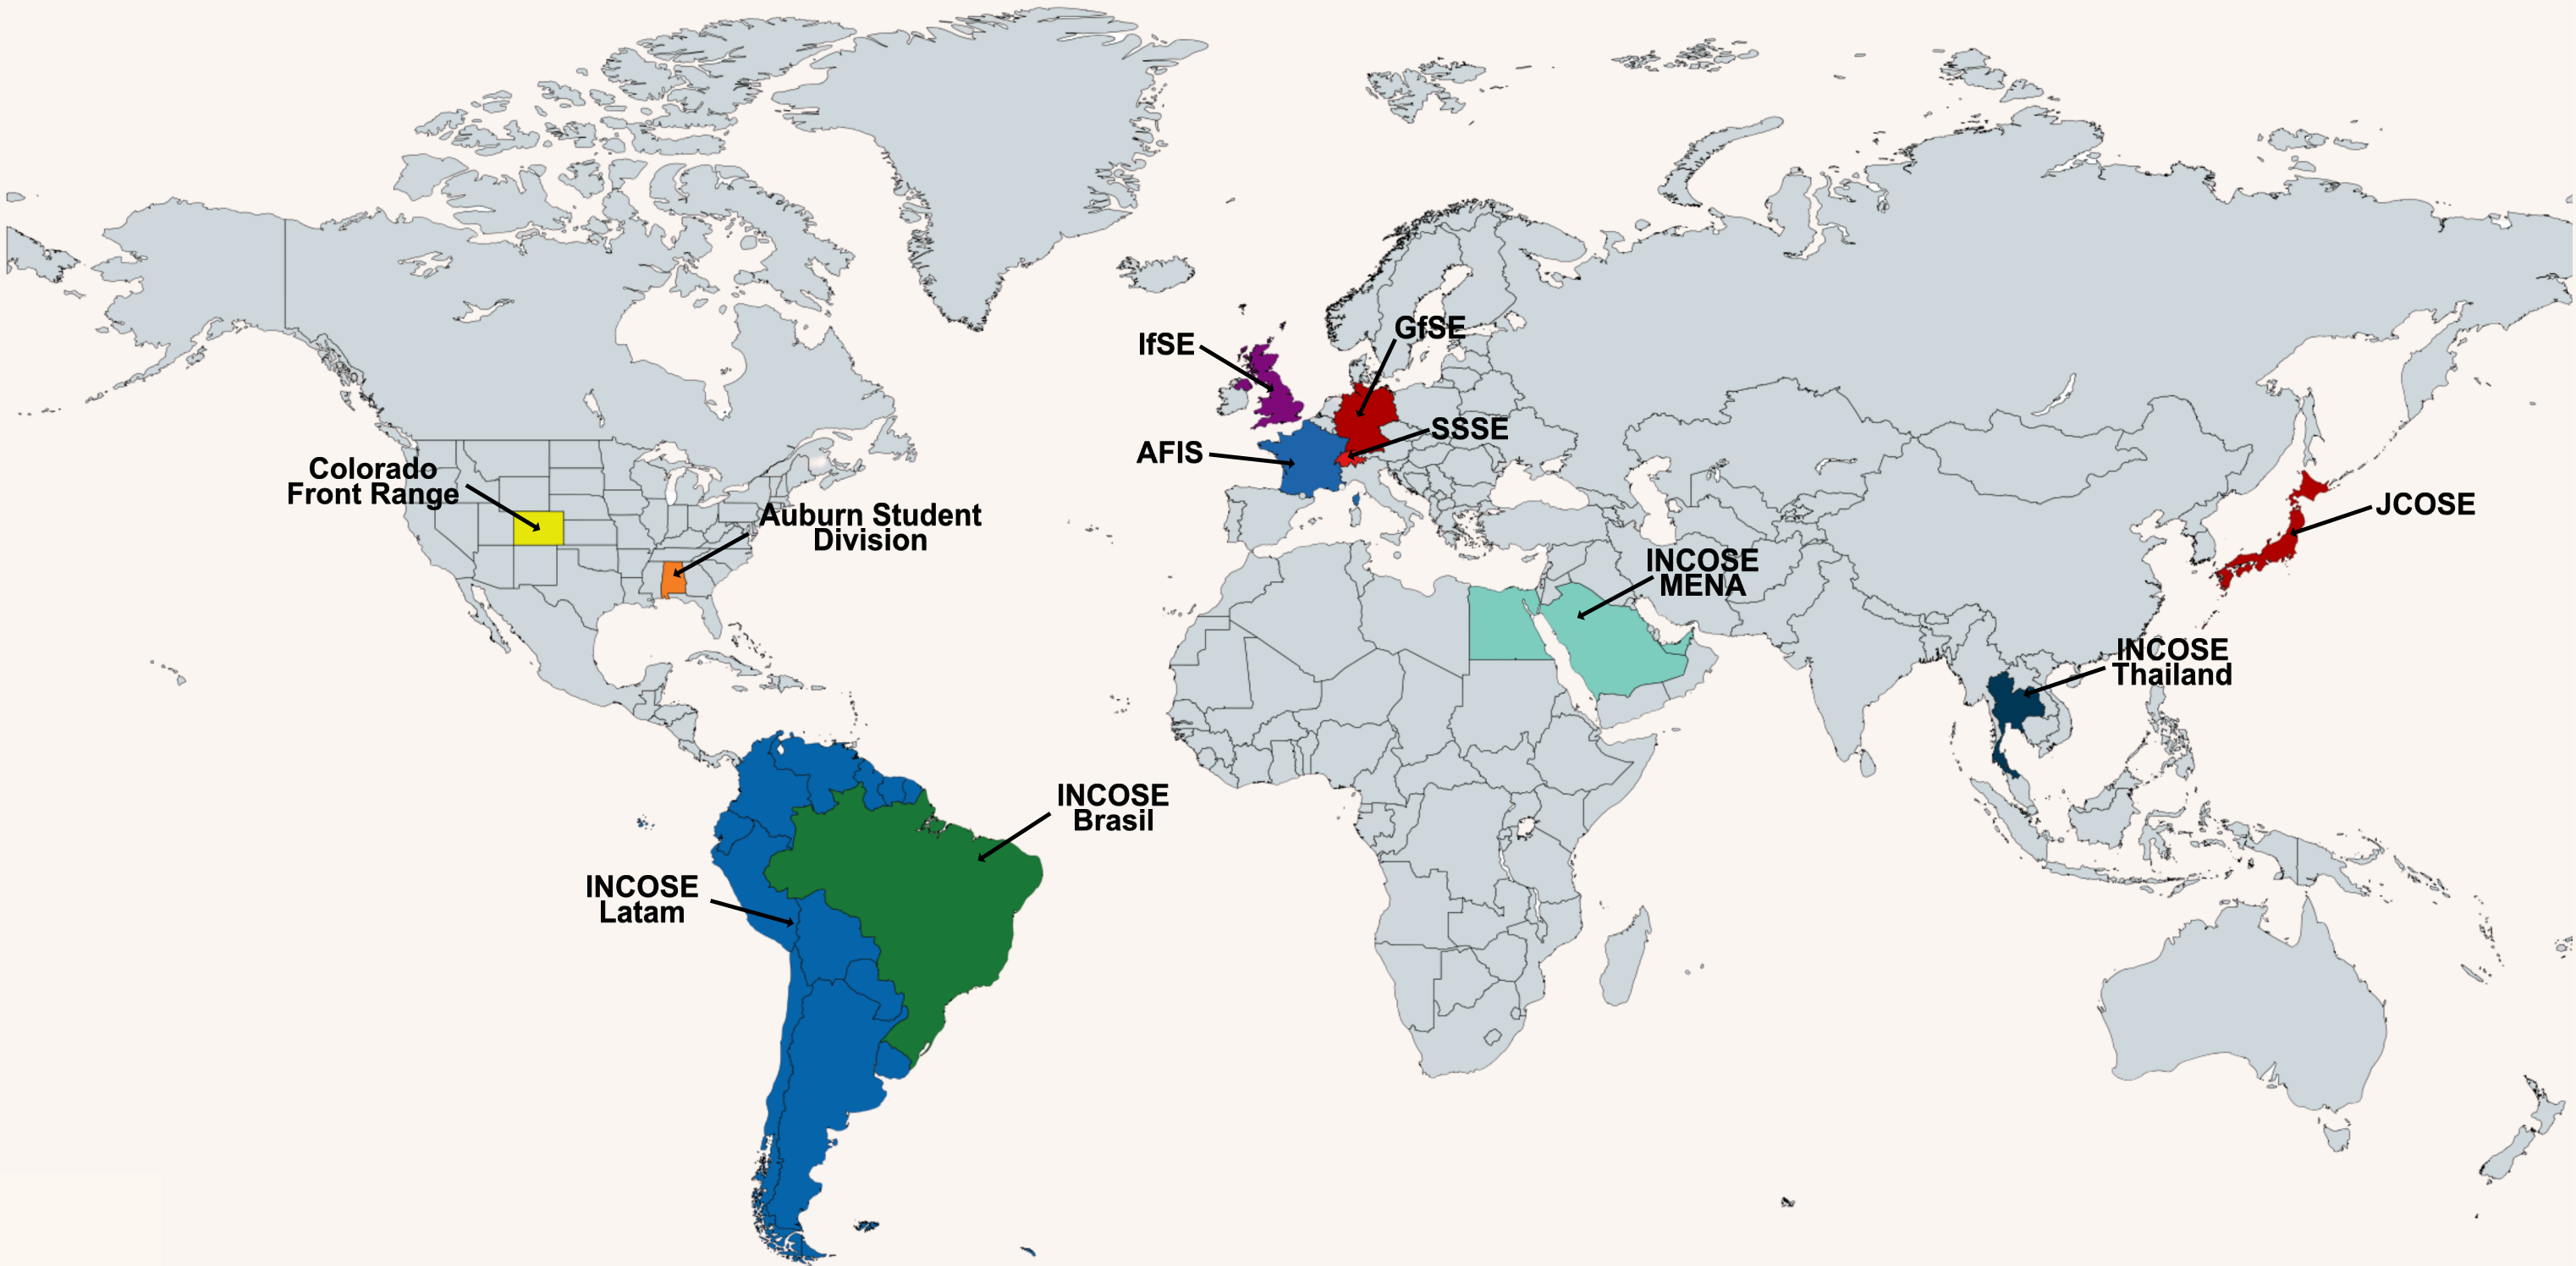 GfSE
IfSE
SSSE
AFIS
Colorado
Front Range
Auburn Student
Division
JCOSE
INCOSE
MENA
INCOSE
Thailand
INCOSE
Brasil
INCOSE
Latam